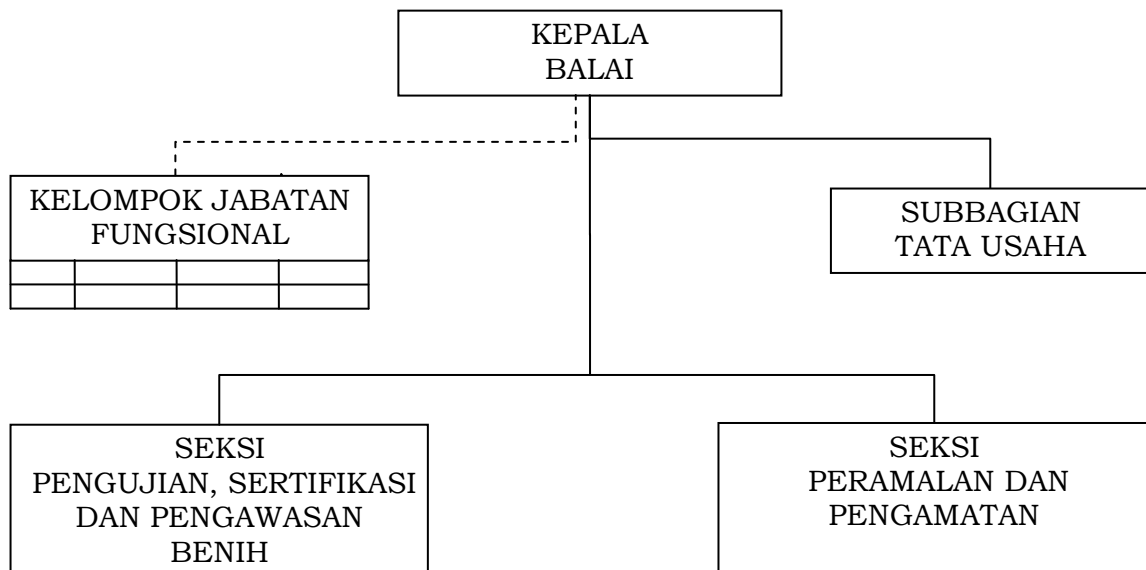 KEPALA
BALAI
KELOMPOK JABATAN
FUNGSIONAL
SUBBAGIAN
TATA USAHA
SEKSI
PENGUJIAN, SERTIFIKASI
DAN PENGAWASAN
BENIH
SEKSI
PERAMALAN DAN
PENGAMATAN